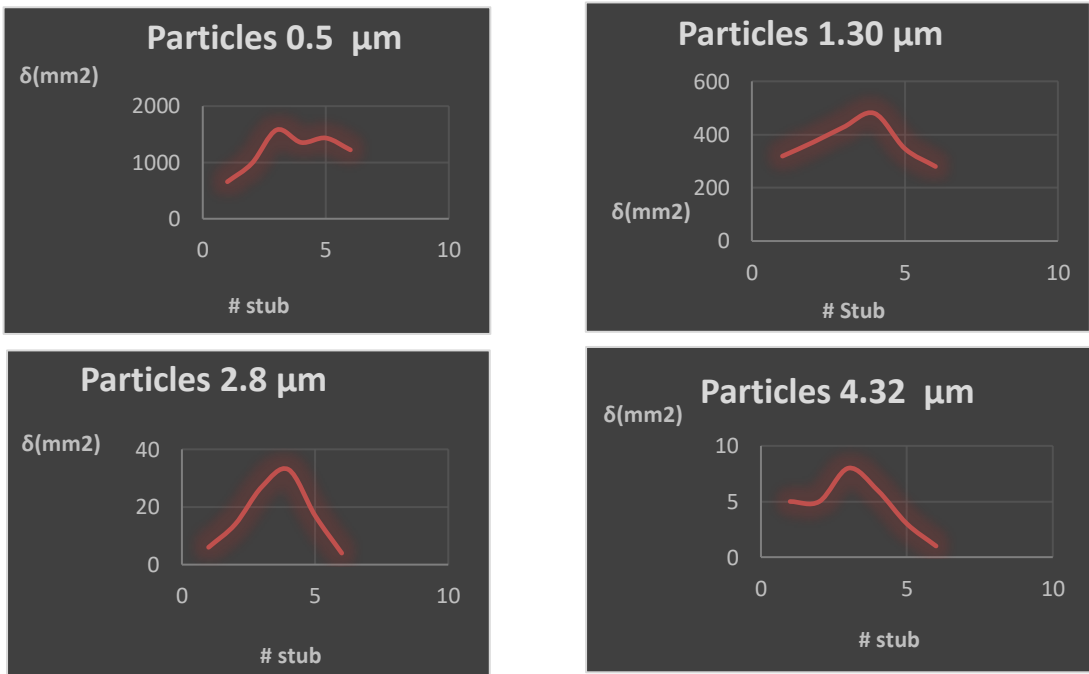 Particles 0.5 μm
δ(mm2)
2000
1000
0
0 5 10
# stub
Particles 1.30 μm
600
400
200
δ(mm2)
0
0 5 10
# Stub
Particles 2.8 μm
δ(mm2)
40
20
0
0 5 10
# stub
Particles 4.32 μm
δ(mm2)
10
5
0
0 5 10
# stub